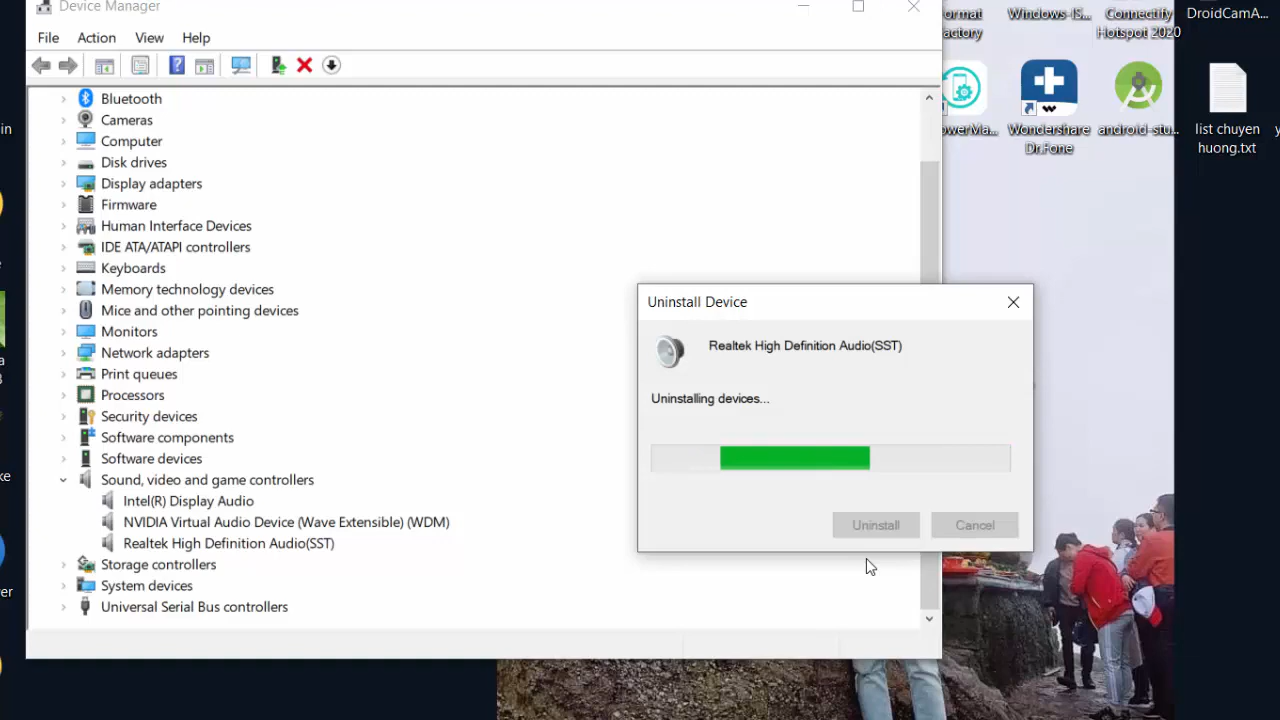 Device Manager
File Action View Help
Bluetooth
Cameras
Computer
Disk drives
Display adapters
Firmware
Human Interface Devices
IDE ATA/ATAPI controllers
Keyboards
Memory technology devices
Mice and other pointing devices
Monitors
Network adapters
Print queues
Processors
Security devices
Software components
Software devices
Sound, video and game controllers
Intel(R) Display Audio
NVIDIA Virtual Audio Device (Wave Extensible) (WDM)
Realtek High Definition Audio(SST)
Storage controllers
System devices
Universal Serial Bus controllers
Uninstall Device
Realtek High Definition Audio(SST)
Uninstalling devices...
Uninstall Cancel
Windows-IS...
Connectify
Hotspot 2020
DroidCamA...
Wondershare
Dr.Fone
android-stu...
list chuyen
huong.txt